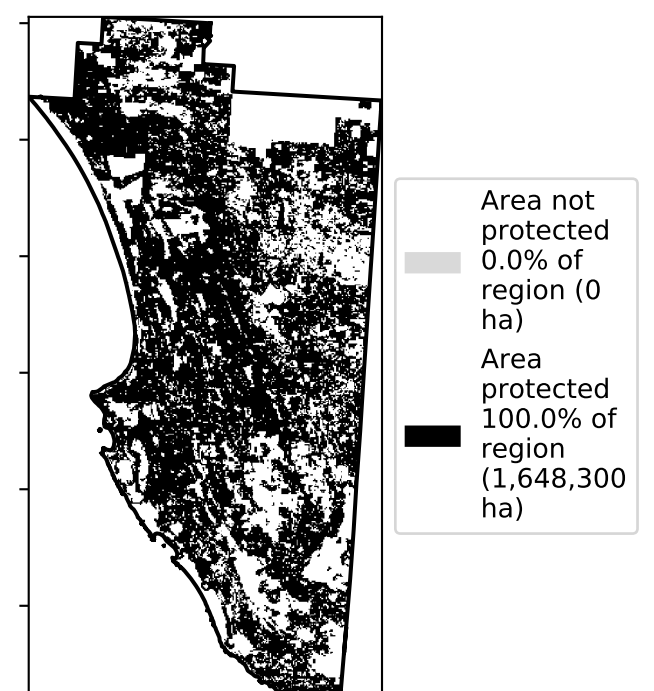 Area not
protected
0.0% of
region (0
ha)
Area
protected
100.0% of
region
(1,648,300
ha)